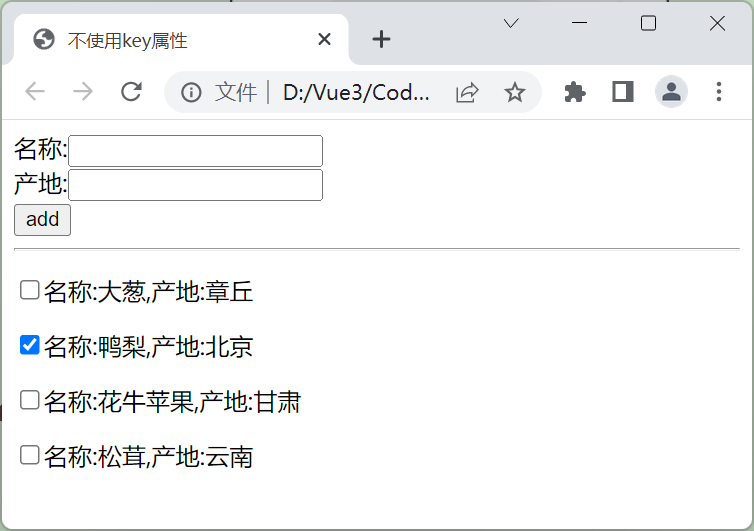 不使用key属性
文件 D:/Vue3/Cod...
名称:
产地:
add
名称:大葱,产地:章丘
名称:鸭梨,产地:北京
名称:花牛苹果,产地:甘肃
名称:松茸,产地:云南